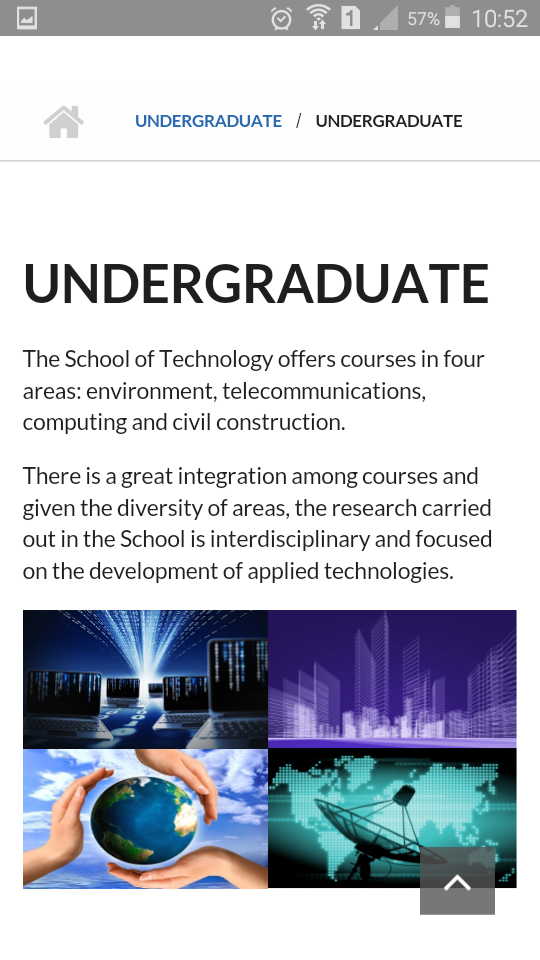 1 57% 10:52
UNDERGRADUATE / UNDERGRADUATE
UNDERGRADUATE
The School of Technology offers courses in four
areas: environment, telecommunications,
computing and civil construction.
There is a great integration among courses and
given the diversity of areas, the research carried
out in the School is interdisciplinary and focused
on the development of applied technologies.